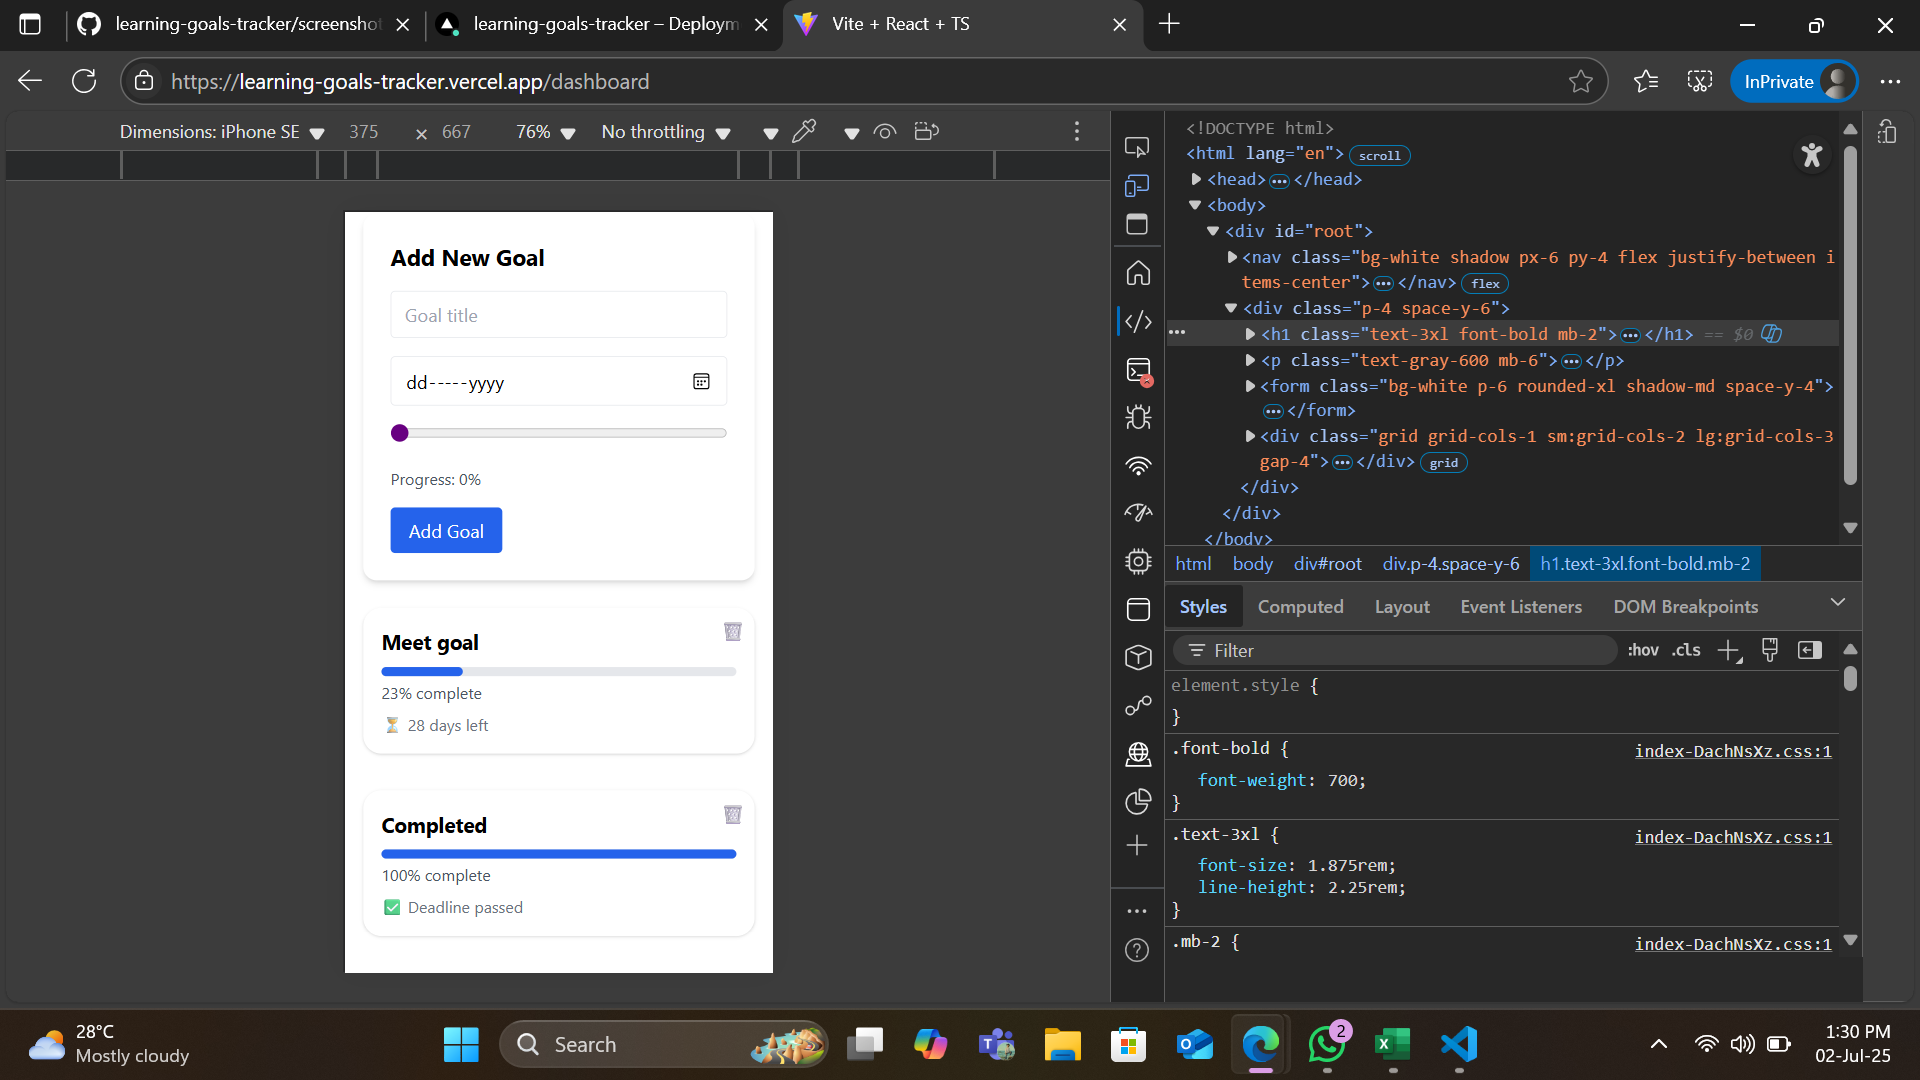 learning-goals-tracker/screenshot
learning-goals-tracker – Deploym
Vite + React + TS
https://learning-goals-tracker.vercel.app/dashboard
InPrivate
Dimensions: iPhone SE 375 × 667 76% No throttling
Add New Goal
Goal title
dd-----yyyy
Progress: 0%
Add Goal
Meet goal
23% complete
28 days left
Completed
100% complete
Deadline passed
<!DOCTYPE html>
<html lang="en"> scroll
<head> ••• </head>
<body>
<div id="root">
<nav class="bg-white shadow px-6 py-4 flex justify-between i
tems-center"> ••• </nav> flex
<div class="p-4 space-y-6">
<h1 class="text-3xl font-bold mb-2"> ••• </h1> == $0
<p class="text-gray-600 mb-6"> ••• </p>
<form class="bg-white p-6 rounded-xl shadow-md space-y-4">
••• </form>
<div class="grid grid-cols-1 sm:grid-cols-2 lg:grid-cols-3
gap-4"> ••• </div> grid
</div>
</div>
</body>
html body div#root div.p-4.space-y-6 h1.text-3xl.font-bold.mb-2
Styles Computed Layout Event Listeners DOM Breakpoints
Filter :hov .cls
element.style {
}
.font-bold { index-DachNsXz.css:1
font-weight: 700;
}
.text-3xl { index-DachNsXz.css:1
font-size: 1.875rem;
line-height: 2.25rem;
}
.mb-2 { index-DachNsXz.css:1
28°C
Mostly cloudy
Search
2
1:30 PM
02-Jul-25